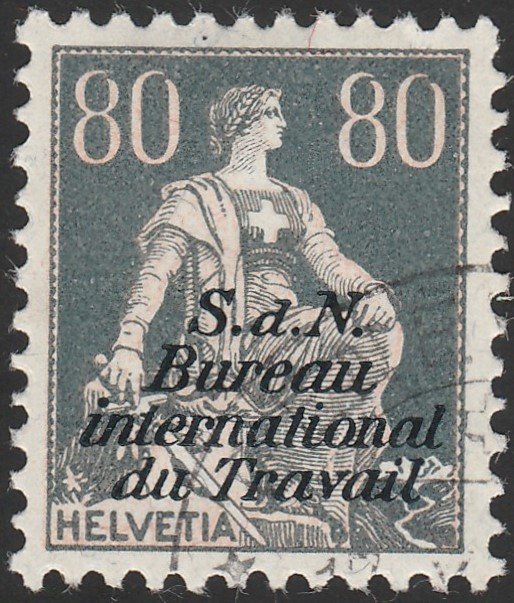 80 80
S.d.N.
Bureau
international
du Travail
HELVETIA